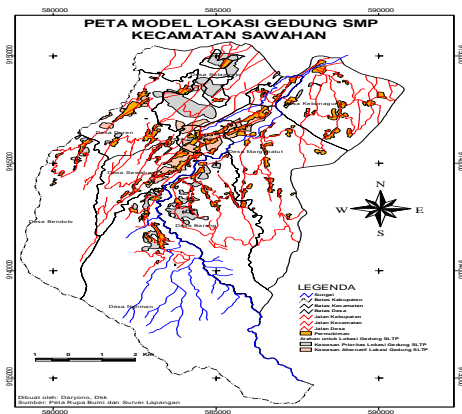 PETA MODEL LOKASI GEDUNG SMP
KECAMATAN SAWAHAN
580000
585000
590000
Desa Kebonagung
Desa Duren
Desa Margopatut
Desa Sawahan
Desa Bendolo
Desa Bareng
Desa Ngliman
N
W E
S
LEGENDA
Sungai
Batas Kabupaten
Batas Kecamatan
Batas Desa
Jalan Kabupaten
Jalan Kecamatan
Jalan Desa
Permukiman
Arahan untuk Lokasi Gedung SLTP
Kawasan Prioritas Lokasi Gedung SLTP
Kawasan Alternatif Lokasi Gedung SLTP
1 0 1 2 Km
Dibuat oleh: Daryono, Dkk
Sumber: Peta Rupa Bumi dan Survei Lapangan
580000
585000
590000